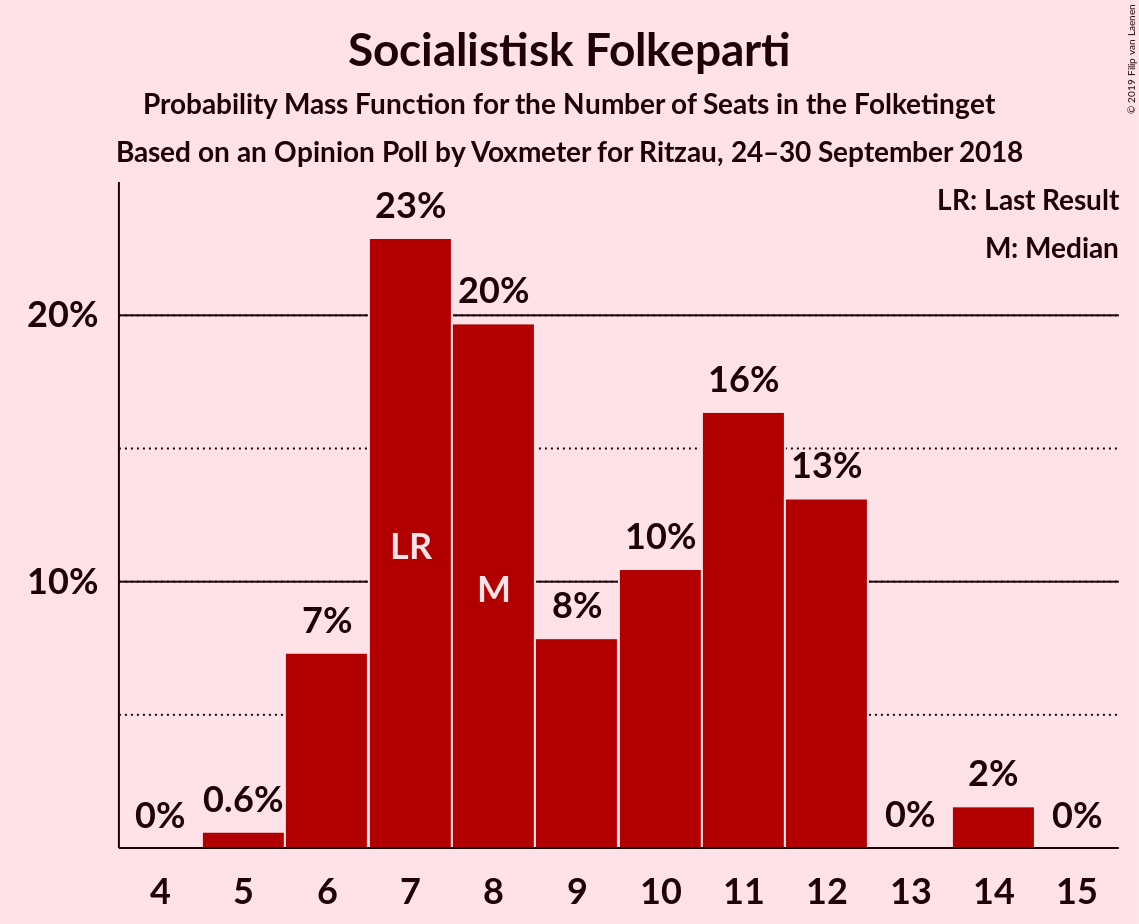 Socialistisk Folkeparti
Probability Mass Function for the Number of Seats in the Folketinget
Based on an Opinion Poll by Voxmeter for Ritzau, 24–30 September 2018
© 2019 Filip van Laenen
LR: Last Result
M: Median
23%
20%
20%
16%
13%
LR
10%
M
10%
8%
7%
2%
0.6%
0%
0%
0%
4 5 6 7 8 9 10 11 12 13 14 15